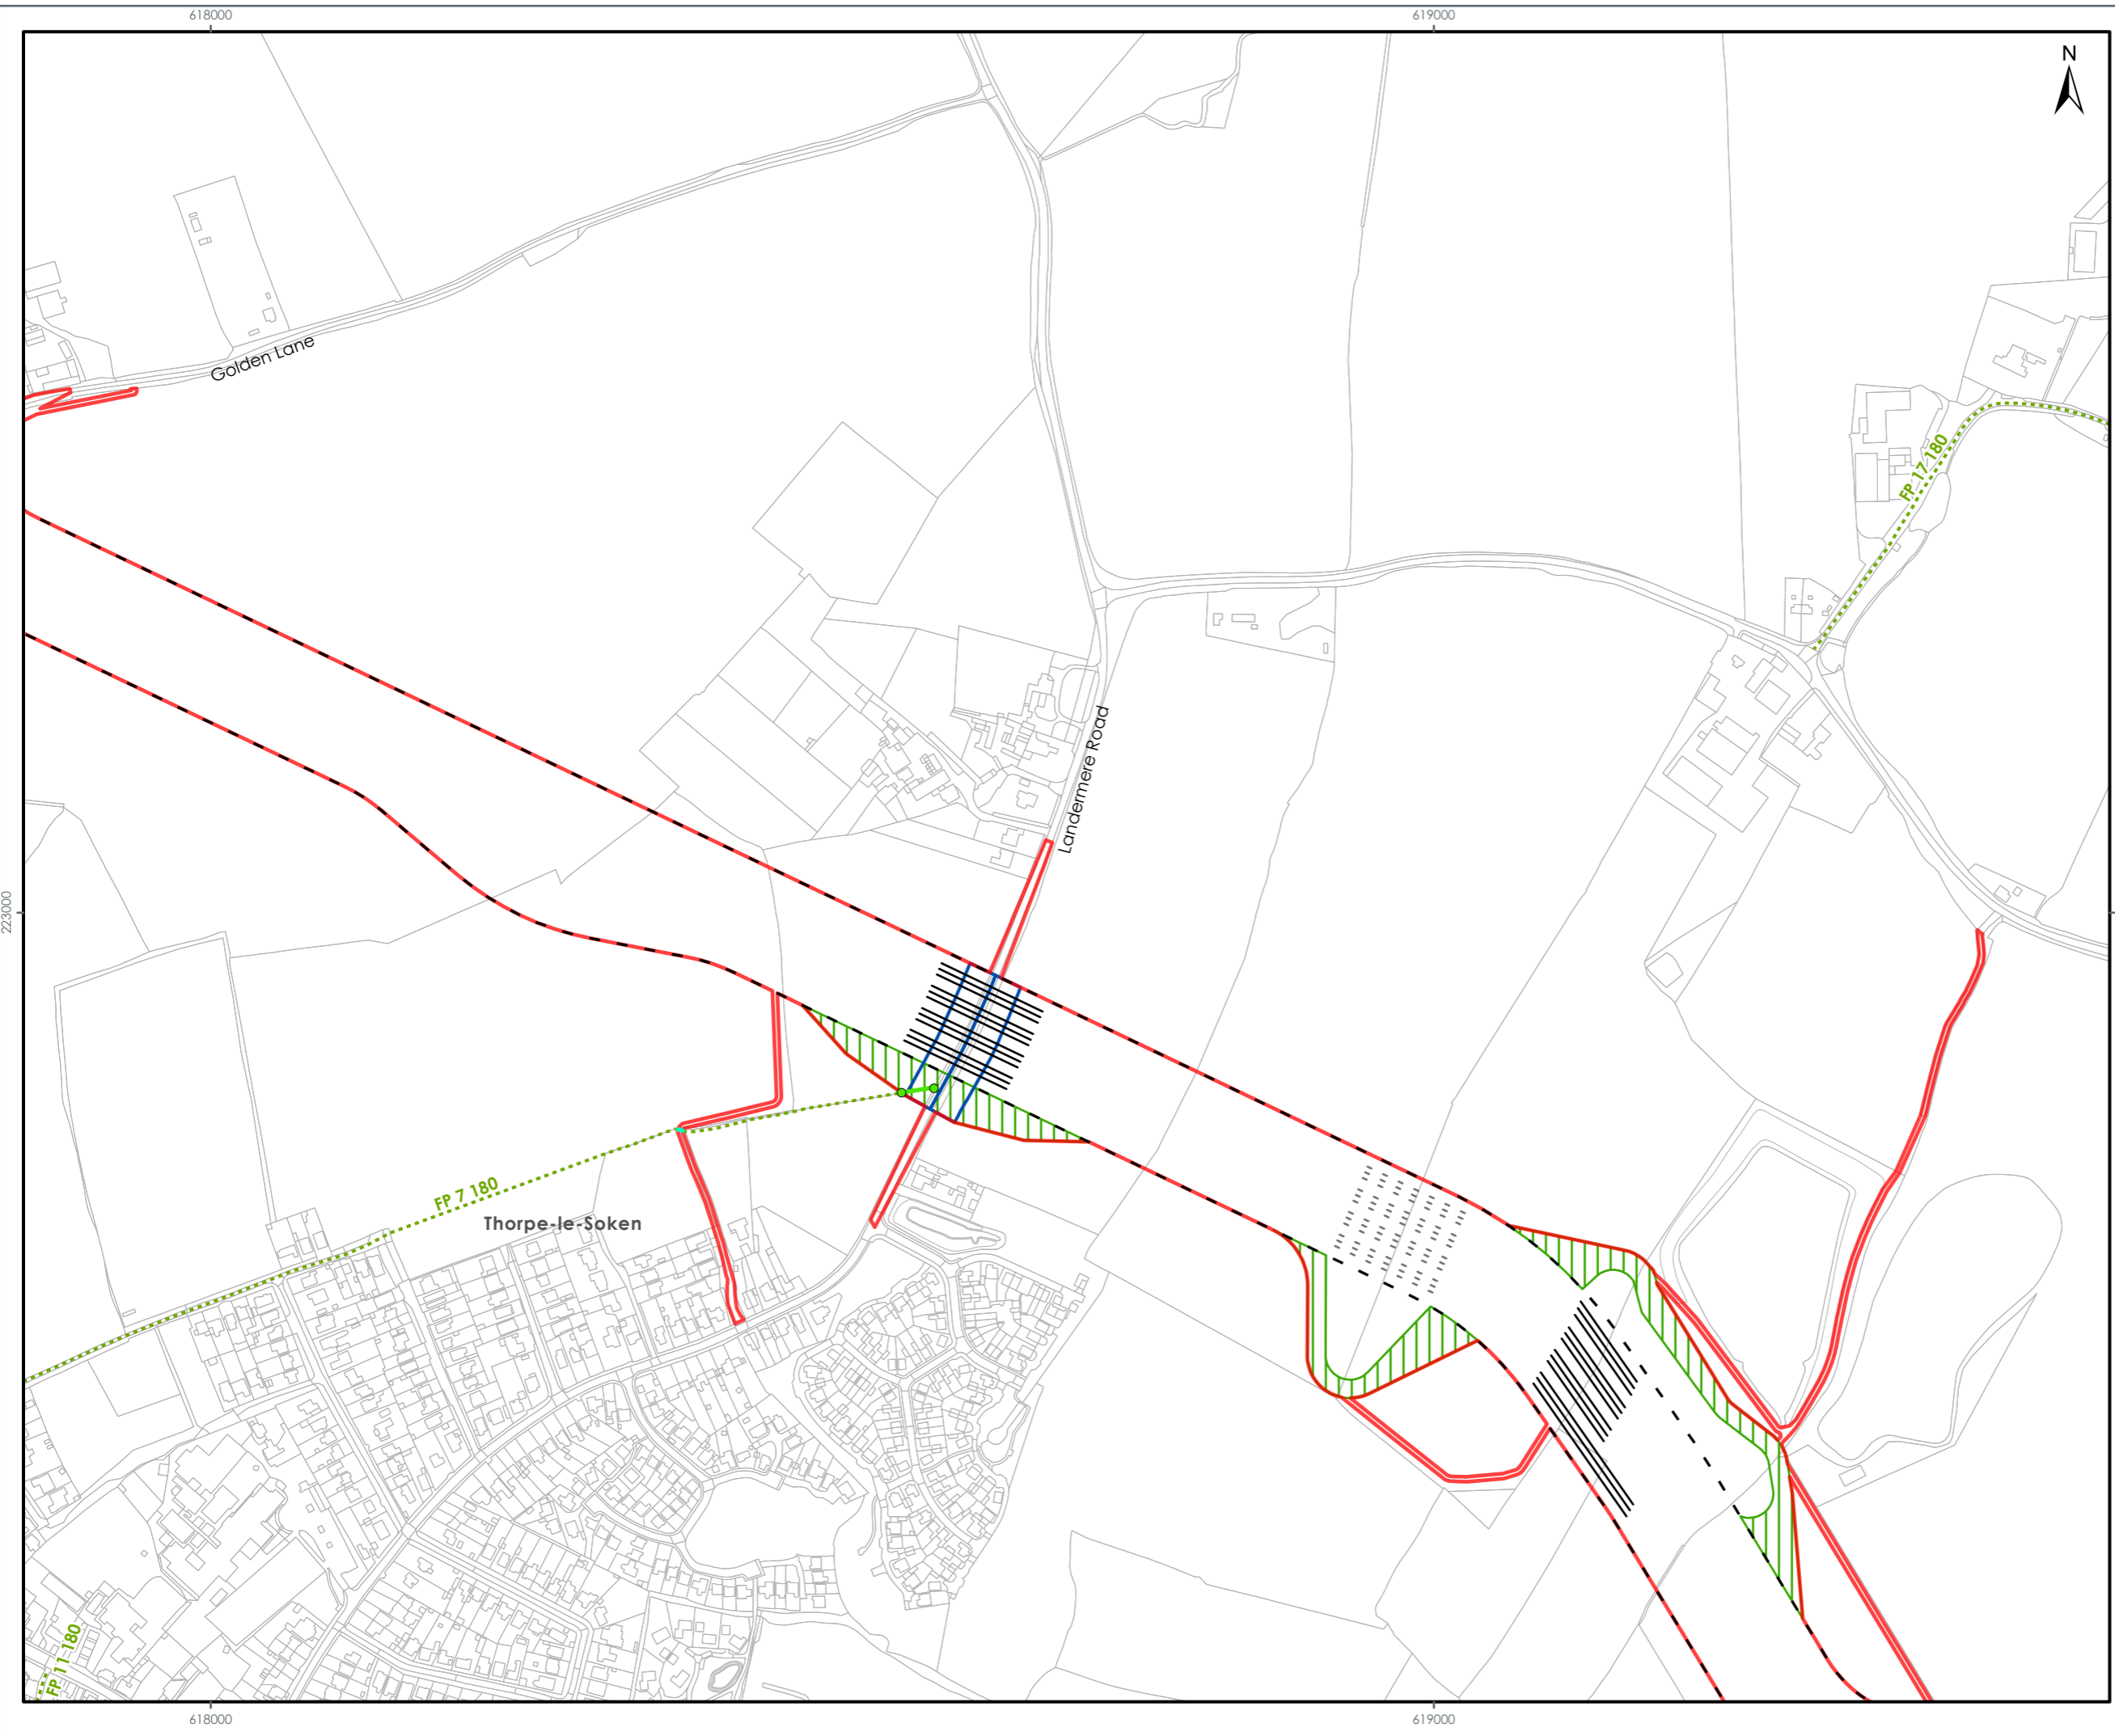 618000
619000
N
Golden Lane
FP 17 180
Landermere Road
223000
FP 7 180
Thorpe-le-Soken
FP 11 180
618000
619000